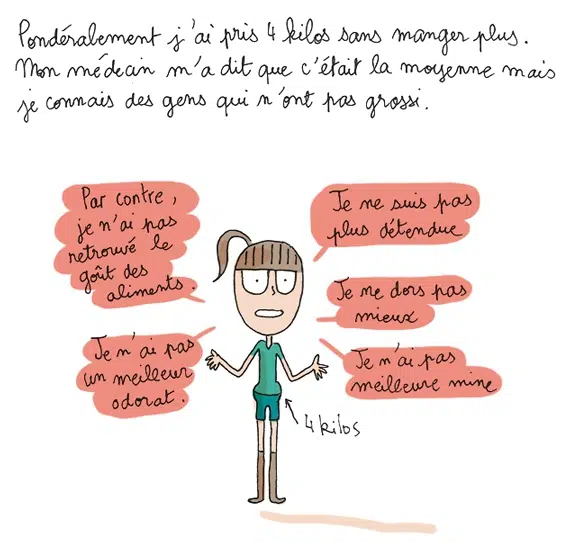 Pondéralement j'ai pris 4 kilos sans manger plus.
Mon médecin m'a dit que c'était la moyenne mais
je connais des gens qui n'ont pas grossi.
Par contre,
je n'ai pas
retrouvé le
goût des
aliments.
Je ne suis pas
plus détendue
Je ne dors pas
mieux
Je n'ai pas
un meilleur
odorat.
Je n'ai pas
meilleure mine
4 kilos